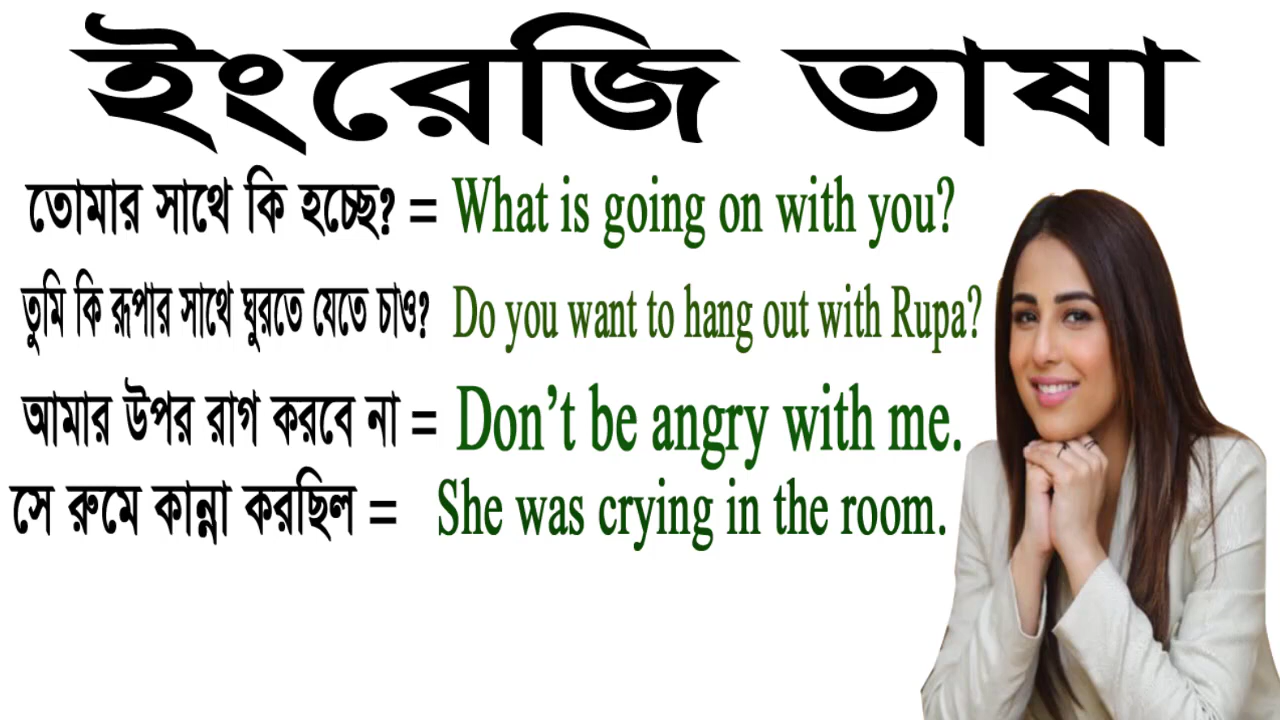 ইংরেজি ভাষা
তোমার সাথে কি হচ্ছে? = What is going on with you?
তুমি কি রূপার সাথে ঘুরতে যেতে চাও? Do you want to hang out with Rupa?
আমার উপর রাগ করবে না = Don't be angry with me.
সে রুমে কান্না করছিল = She was crying in the room.